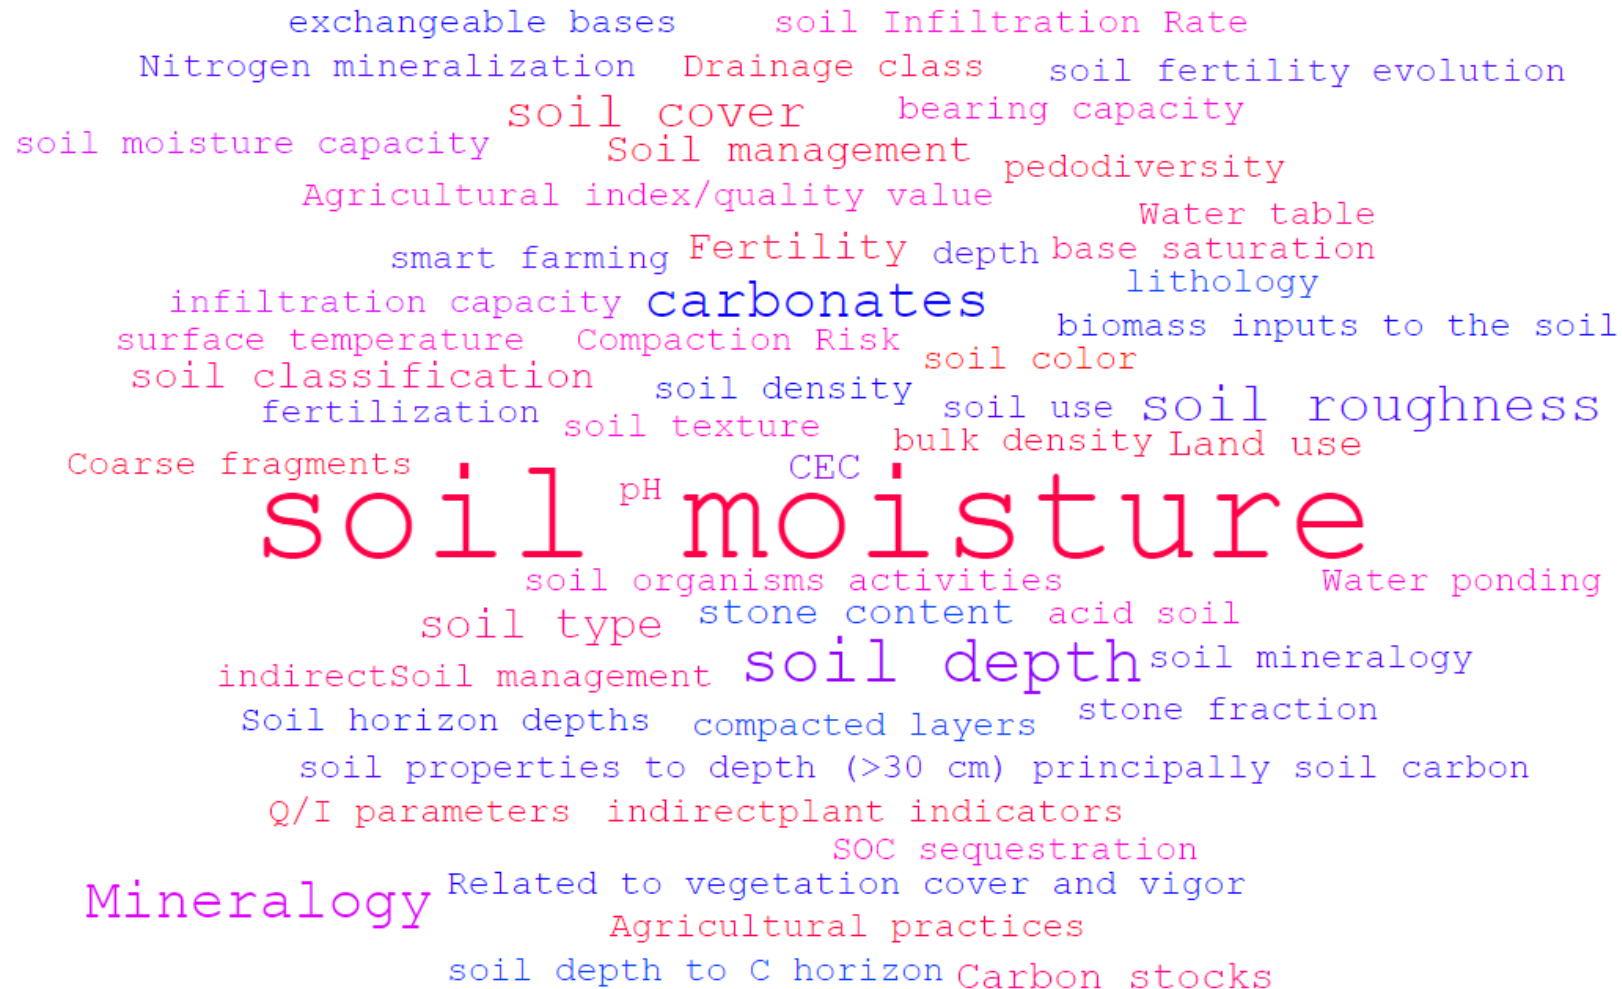 exchangeable bases
soil Infiltration Rate
Nitrogen mineralization
Drainage class
soil fertility evolution
soil cover
bearing capacity
soil moisture capacity
Soil management
pedodiversity
Agricultural index/quality value
Water table
smart farming
Fertility
depth
base saturation
lithology
infiltration capacity
carbonates
biomass inputs to the soil
surface temperature
Compaction Risk
soil color
soil classification
soil density
fertilization
soil use
soil roughness
soil texture
bulk density
Land use
Coarse fragments
CEC
pH
soil moisture
soil organisms activities
Water ponding
soil type
stone content
acid soil
indirectSoil management
soil depth
soil mineralogy
Soil horizon depths
compacted layers
stone fraction
soil properties to depth (>30 cm) principally soil carbon
Q/I parameters
indirectplant indicators
SOC sequestration
Mineralogy
Related to vegetation cover and vigor
Agricultural practices
soil depth to C horizon
Carbon stocks